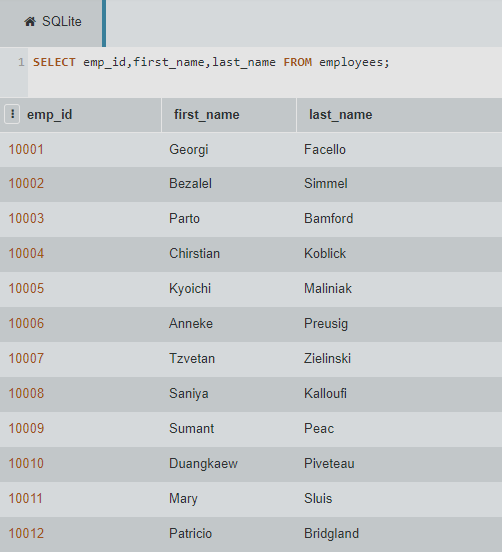 SQLite
1 SELECT emp_id,first_name,last_name FROM employees;
emp_id first_name last_name
10001 Georgi Facello
10002 Bezalel Simmel
10003 Parto Bamford
10004 Chirstian Koblick
10005 Kyoichi Maliniak
10006 Anneke Preusig
10007 Tzvetan Zielinski
10008 Saniya Kalloufi
10009 Sumant Peac
10010 Duangkaew Piveteau
10011 Mary Sluis
10012 Patricio Bridgland